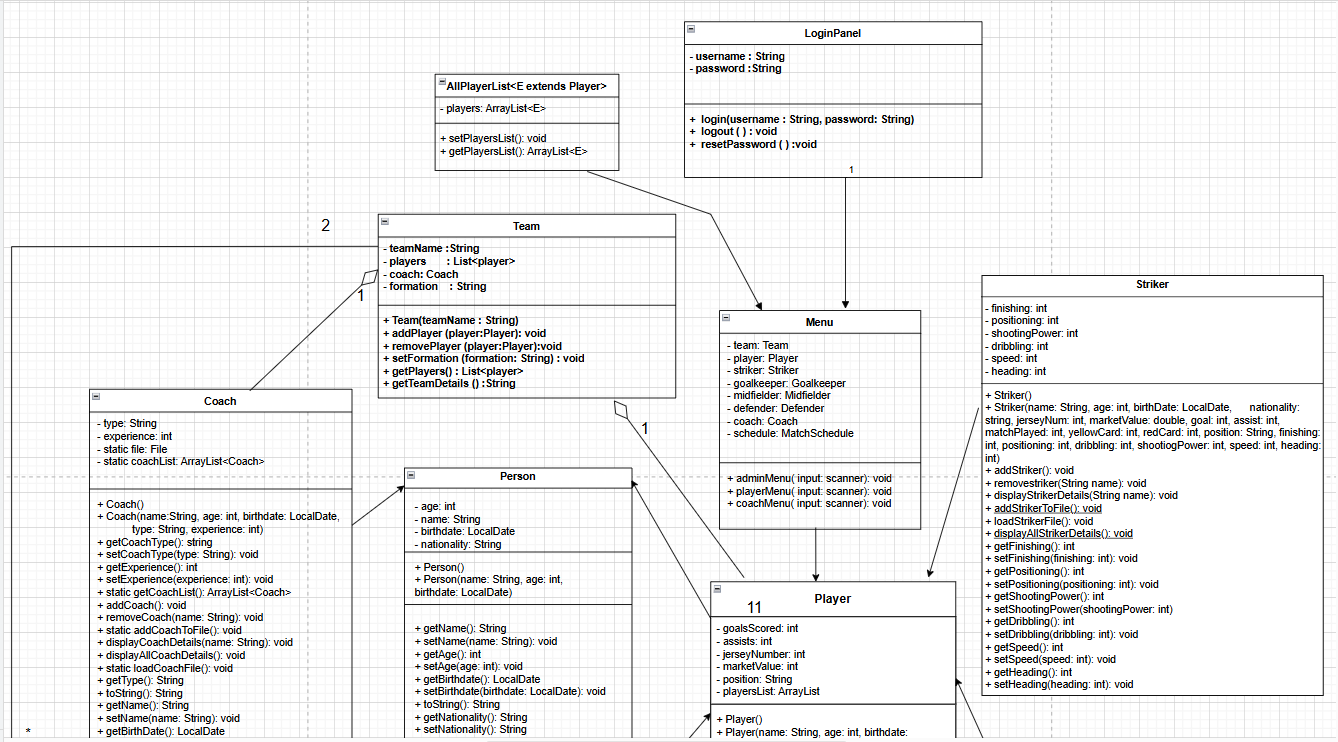 LoginPanel
- username : String
- password :String
+ login(username : String, password: String)
+ logout ( ) : void
+ resetPassword ( ) :void
1
AllPlayerList<E extends Player>
- players: ArrayList<E>
+ setPlayersList(): void
+ getPlayersList(): ArrayList<E>
2
Team
- teamName :String
- players : List<player>
- coach: Coach
- formation : String
+ Team(teamName : String)
+ addPlayer (player:Player): void
+ removePlayer (player:Player):void
+ setFormation (formation: String) : void
+ getPlayers() : List<player>
+ getTeamDetails () :String
1
1
Menu
- team: Team
- player: Player
- striker: Striker
- goalkeeper: Goalkeeper
- midfielder: Midfielder
- defender: Defender
- coach: Coach
- schedule: MatchSchedule
+ adminMenu( input: scanner): void
+ playerMenu( input: scanner): void
+ coachMenu( input: scanner): void
Striker
- finishing: int
- positioning: int
- shootingPower: int
- dribbling: int
- speed: int
- heading: int
+ Striker()
+ Striker(name: String, age: int, birthDate: LocalDate, nationality:
string, jerseyNum: int, marketValue: double, goal: int, assist: int,
matchPlayed: int, yellowCard: int, redCard: int, position: String, finishing:
int, positioning: int, dribbling: int, shootiogPower: int, speed: int, heading:
int)
+ addStriker(): void
+ removestriker(String name): void
+ displayStrikerDetails(String name): void
+ addStrikerToFile(): void
+ loadStrikerFile(): void
+ displayAllStrikerDetails(): void
+ getFinishing(): int
+ setFinishing(finishing: int): void
+ getPositioning(): int
+ setPositioning(positioning: int): void
+ getShootingPower(): int
+ setShootingPower(shootingPower: int)
+ getDribbling(): int
+ setDribbling(dribbling: int): void
+ getSpeed(): int
+ setSpeed(speed: int): void
+ getHeading(): int
+ setHeading(heading: int): void
Coach
- type: String
- experience: int
- static file: File
- static coachList: ArrayList<Coach>
+ Coach()
+ Coach(name:String, age: int, birthdate: LocalDate,
type: String, experience: int)
+ getCoachType(): string
+ setCoachType(type: String): void
+ getExperience(): int
+ setExperience(experience: int): void
+ static getCoachList(): ArrayList<Coach>
+ addCoach(): void
+ removeCoach(name: String): void
+ static addCoachToFile(): void
+ displayCoachDetails(name: String): void
+ displayAllCoachDetails(): void
+ static loadCoachFile(): void
+ getType(): String
+ toString(): String
+ getName(): String
+ setName(name: String): void
+ getBirthDate(): LocalDate
*
Person
- age: int
- name: String
- birthdate: LocalDate
- nationality: String
+ Person()
+ Person(name: String, age: int,
birthdate: LocalDate)
+ getName(): String
+ setName(name: String): void
+ getAge(): int
+ setAge(age: int): void
+ getBirthdate(): LocalDate
+ setBirthdate(birthdate: LocalDate): void
+ toString(): String
+ getNationality(): String
+ setNationality(): String
Player
11
- goalsScored: int
- assists: int
- jerseyNumber: int
- marketValue: int
- position: String
- playersList: ArrayList
+ Player()
+ Player(name: String, age: int, birthdate: